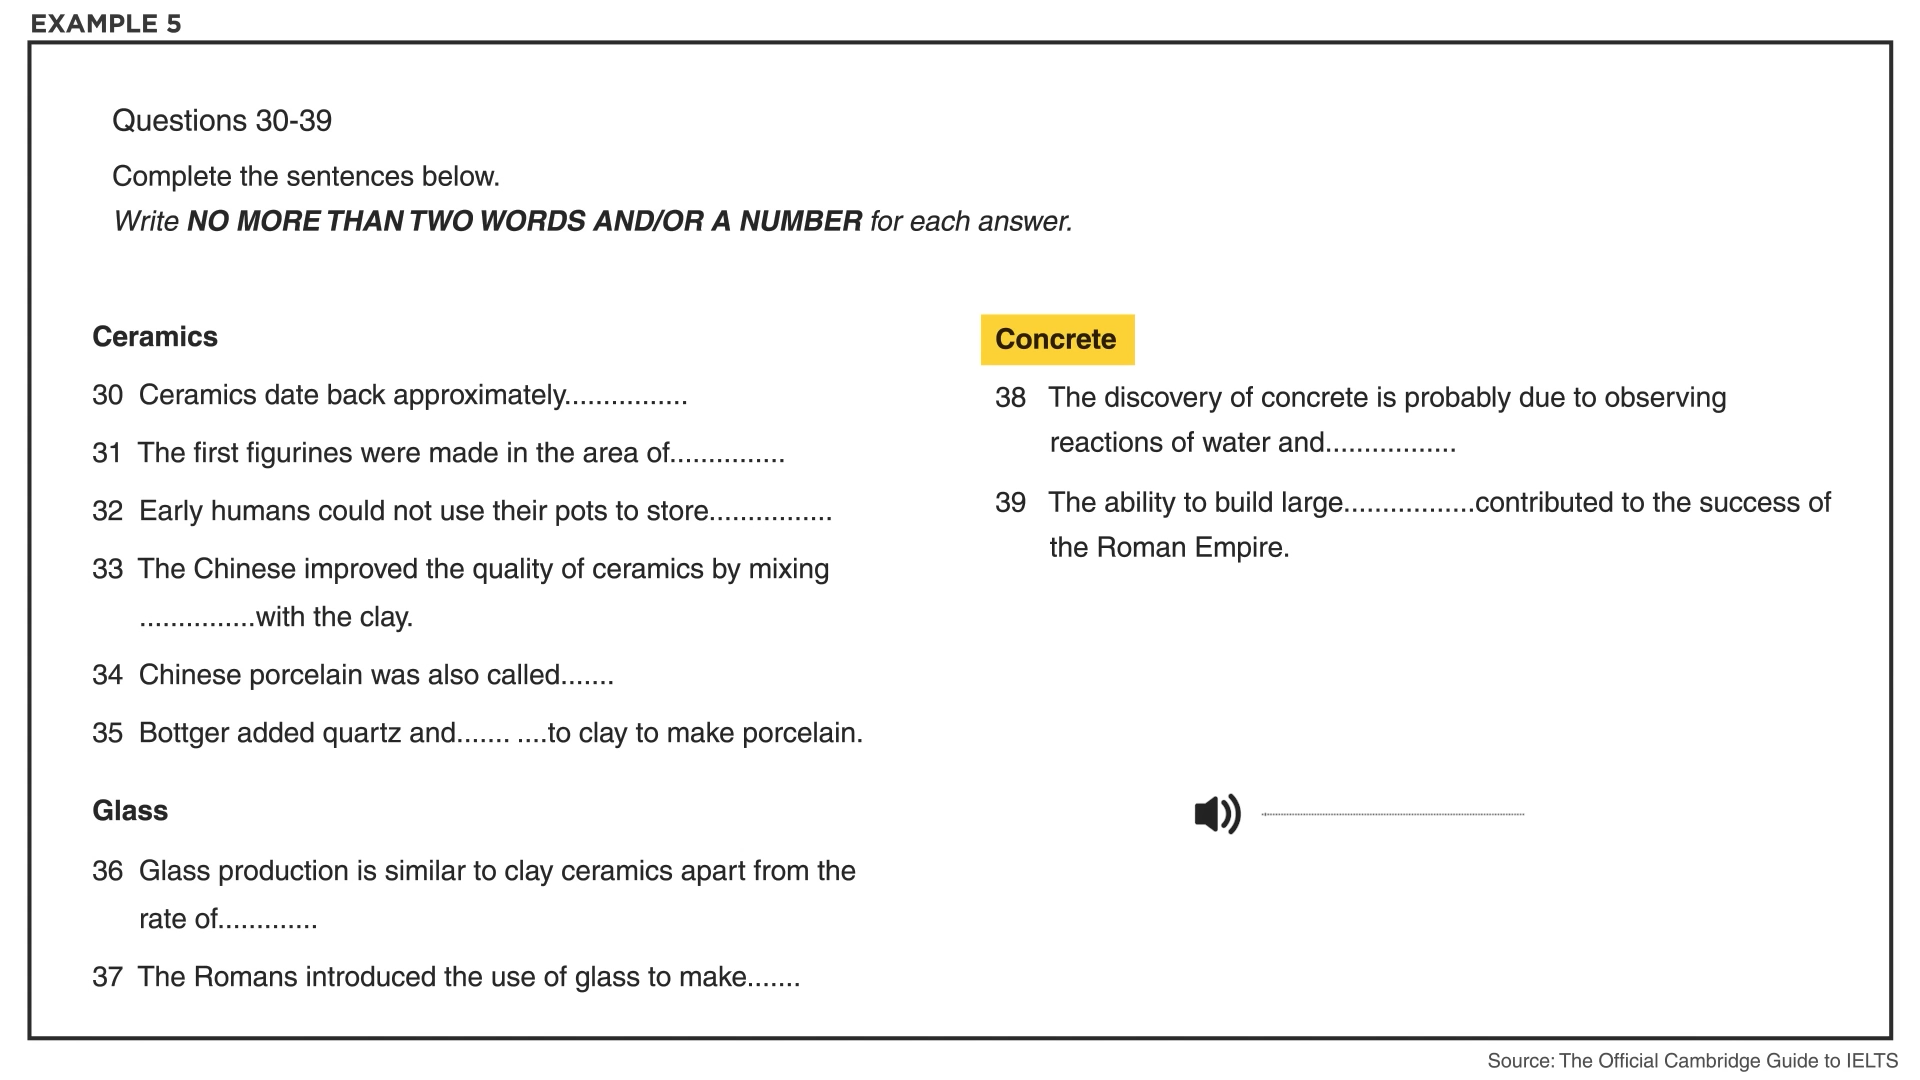 EXAMPLE 5
Questions 30-39
Complete the sentences below.
Write NO MORE THAN TWO WORDS AND/OR A NUMBER for each answer.
Ceramics
30 Ceramics date back approximately................
31 The first figurines were made in the area of...............
32 Early humans could not use their pots to store................
33 The Chinese improved the quality of ceramics by mixing
...............with the clay.
34 Chinese porcelain was also called.......
35 Bottger added quartz and....... ....to clay to make porcelain.
Glass
36 Glass production is similar to clay ceramics apart from the
rate of.............
37 The Romans introduced the use of glass to make.......
Concrete
38 The discovery of concrete is probably due to observing
reactions of water and.................
39 The ability to build large.................contributed to the success of
the Roman Empire.
Source: The Official Cambridge Guide to IELTS